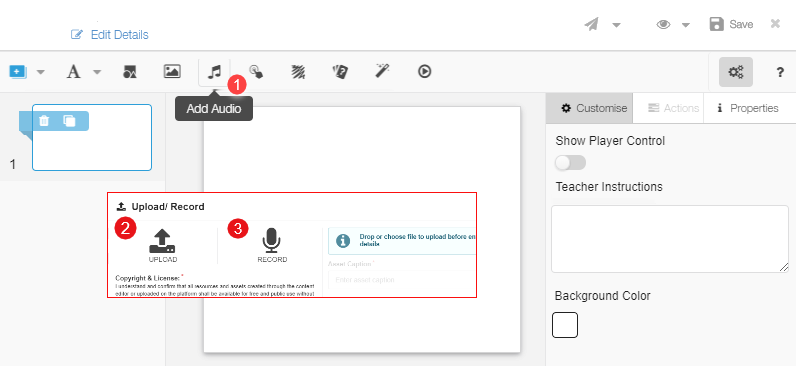 Edit Details
Save
A
?
1
Add Audio
Customise
Actions
Properties
1
Show Player Control
Teacher Instructions
Upload/ Record
2
3
UPLOAD
RECORD
Drop or choose file to upload before en
details
Asset Caption *
Enter asset caption
Copyright & License: *
I understand and confirm that all resources and assets created through the content
editor or uploaded on the platform shall be available for free and public use without
Background Color